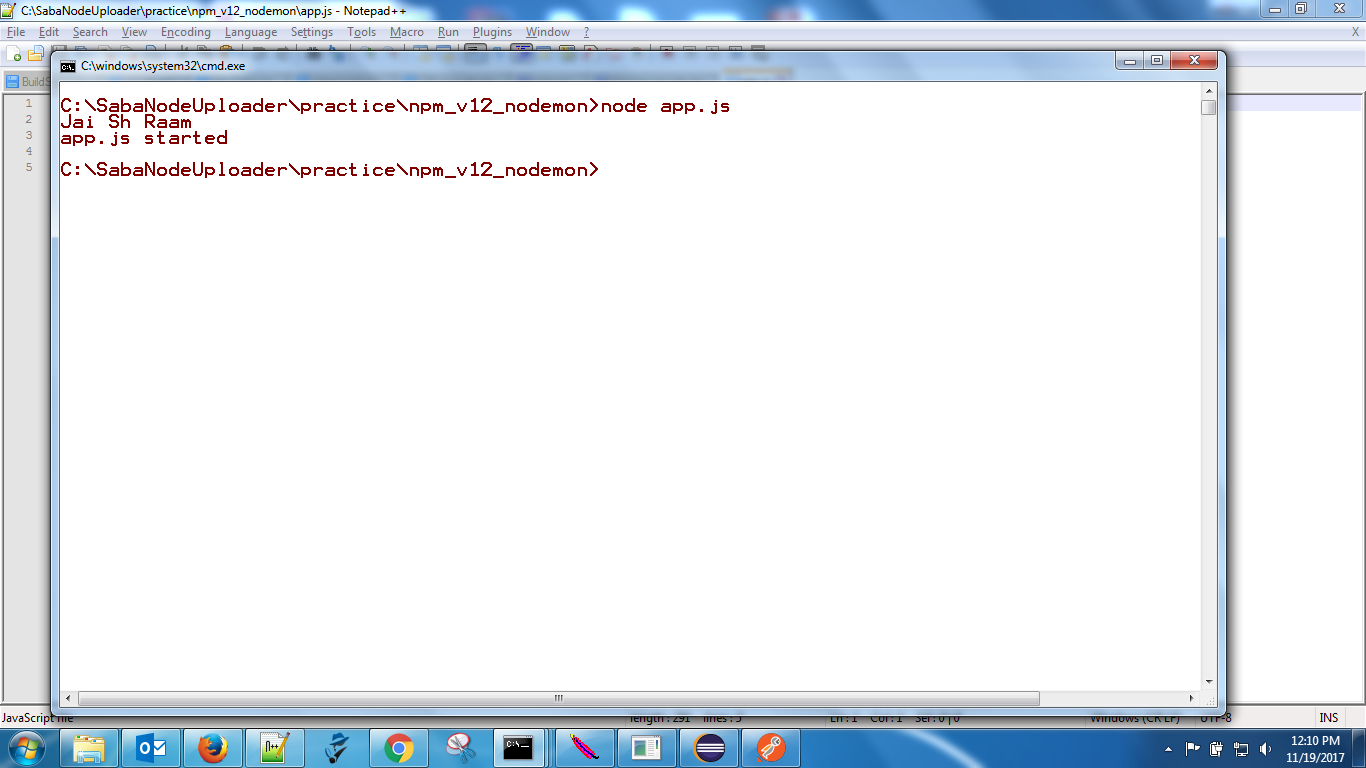 C:\SabaNodeUploader\practice\npm_v12_nodemon\app.js - Notepad++
File Edit Search View Encoding Language Settings Tools Macro Run Plugins Window ? X
C:\windows\system32\cmd.exe
BuildS
1
2
3
4
5
C:\SabaNodeUploader\practice\npm_v12_nodemon>node app.js
Jai Sh Raam
app.js started
C:\SabaNodeUploader\practice\npm_v12_nodemon>
JavaScript file length : 291 lines : 5 Ln : 1 Col : 1 Sel : 0 | 0 Windows (CR LF) UTF-8 INS
12:10 PM
11/19/2017